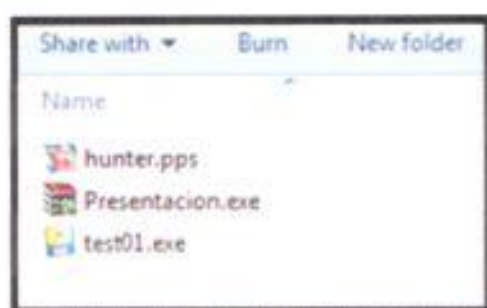 Share with Burn New folder
Name
hunter.pps
Presentacion.exe
test01.exe